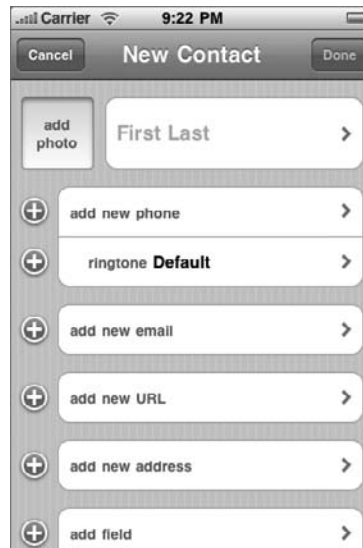 Carrier 9:22 PM
Cancel New Contact Done
add
photo
First Last
add new phone
ringtone Default
add new email
add new URL
add new address
add field